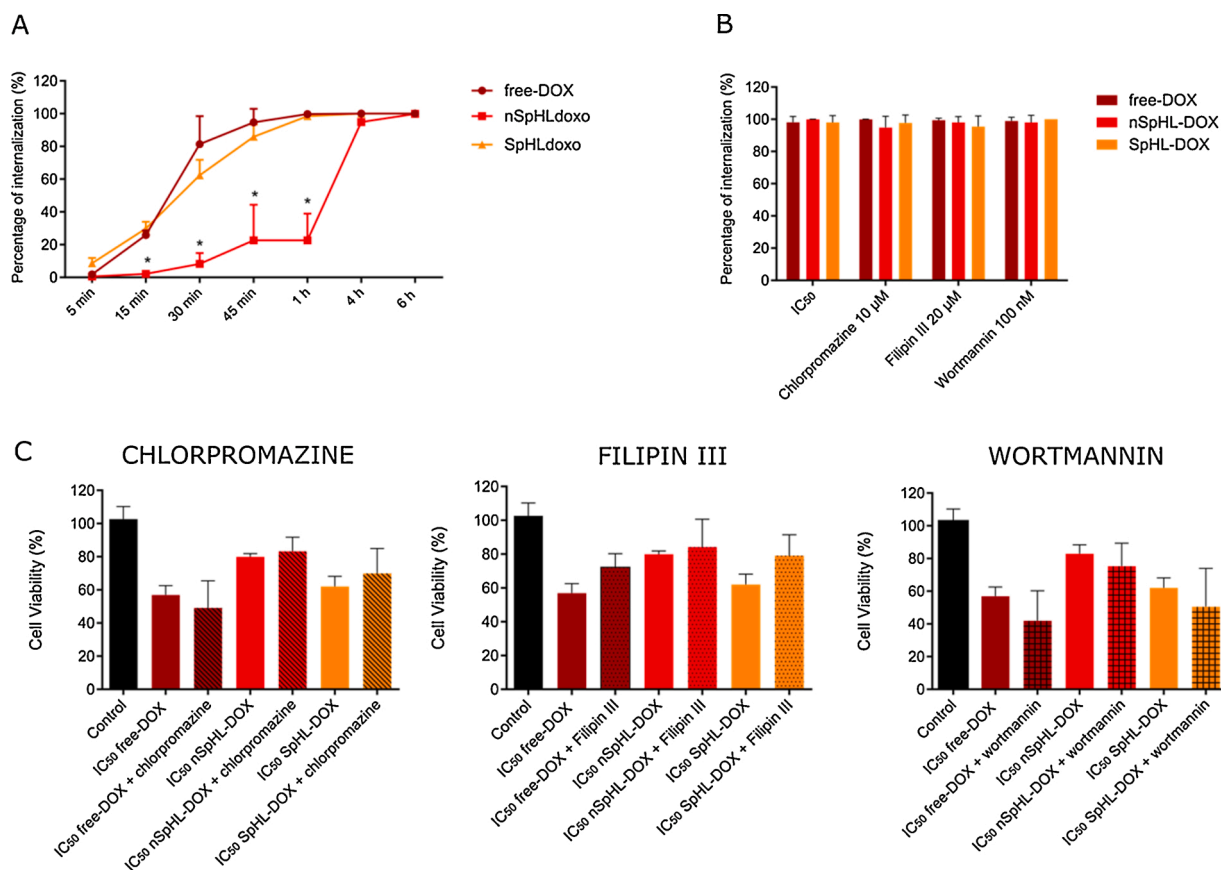 A
Percentage of internalization (%)
120
100
80
60
40
20
0
*
*
*
*
5 min
15 min
30 min
45 min
1 h
4 h
6 h
free-DOX
nSpHLdoxo
SpHLdoxo
B
Percentage of internalization (%)
120
100
80
60
40
20
0
IC₅₀
Chlorpromazine 10 µM
Filipin III 20 µM
Wortmannin 100 nM
free-DOX
nSpHL-DOX
SpHL-DOX
C
CHLORPROMAZINE
Cell Viability (%)
120
100
80
60
40
20
0
Control
IC₅₀ free-DOX
IC₅₀ free-DOX + chlorpromazine
IC₅₀ nSpHL-DOX
IC₅₀ nSpHL-DOX + chlorpromazine
IC₅₀ SpHL-DOX
IC₅₀ SpHL-DOX + chlorpromazine
FILIPIN III
Cell Viability (%)
120
100
80
60
40
20
0
Control
IC₅₀ free-DOX
IC₅₀ free-DOX + Filipin III
IC₅₀ nSpHL-DOX
IC₅₀ nSpHL-DOX + Filipin III
IC₅₀ SpHL-DOX
IC₅₀ SpHL-DOX + Filipin III
WORTMANNIN
Cell Viability (%)
120
100
80
60
40
20
0
Control
IC₅₀ free-DOX
IC₅₀ free-DOX + wortmannin
IC₅₀ nSpHL-DOX
IC₅₀ nSpHL-DOX + wortmannin
IC₅₀ SpHL-DOX
IC₅₀ SpHL-DOX + wortmannin